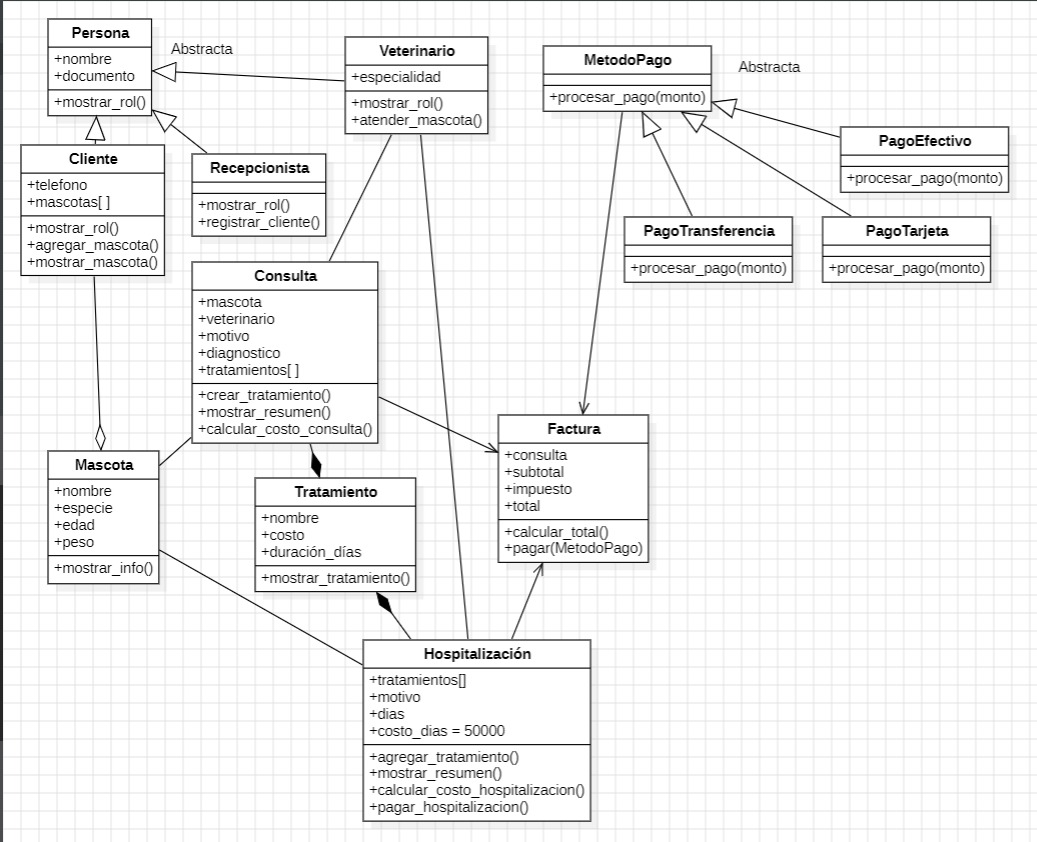 Persona
+nombre
+documento
+mostrar_rol()
Abstracta
Veterinario
+especialidad
+mostrar_rol()
+atender_mascota()
MetodoPago
+procesar_pago(monto)
Abstracta
PagoEfectivo
+procesar_pago(monto)
Cliente
+telefono
+mascotas[ ]
+mostrar_rol()
+agregar_mascota()
+mostrar_mascota()
Recepcionista
+mostrar_rol()
+registrar_cliente()
PagoTransferencia
+procesar_pago(monto)
PagoTarjeta
+procesar_pago(monto)
Consulta
+mascota
+veterinario
+motivo
+diagnostico
+tratamientos[ ]
+crear_tratamiento()
+mostrar_resumen()
+calcular_costo_consulta()
Factura
+consulta
+subtotal
+impuesto
+total
+calcular_total()
+pagar(MetodoPago)
Mascota
+nombre
+especie
+edad
+peso
+mostrar_info()
Tratamiento
+nombre
+costo
+duración_días
+mostrar_tratamiento()
Hospitalización
+tratamientos[]
+motivo
+dias
+costo_dias = 50000
+agregar_tratamiento()
+mostrar_resumen()
+calcular_costo_hospitalizacion()
+pagar_hospitalizacion()